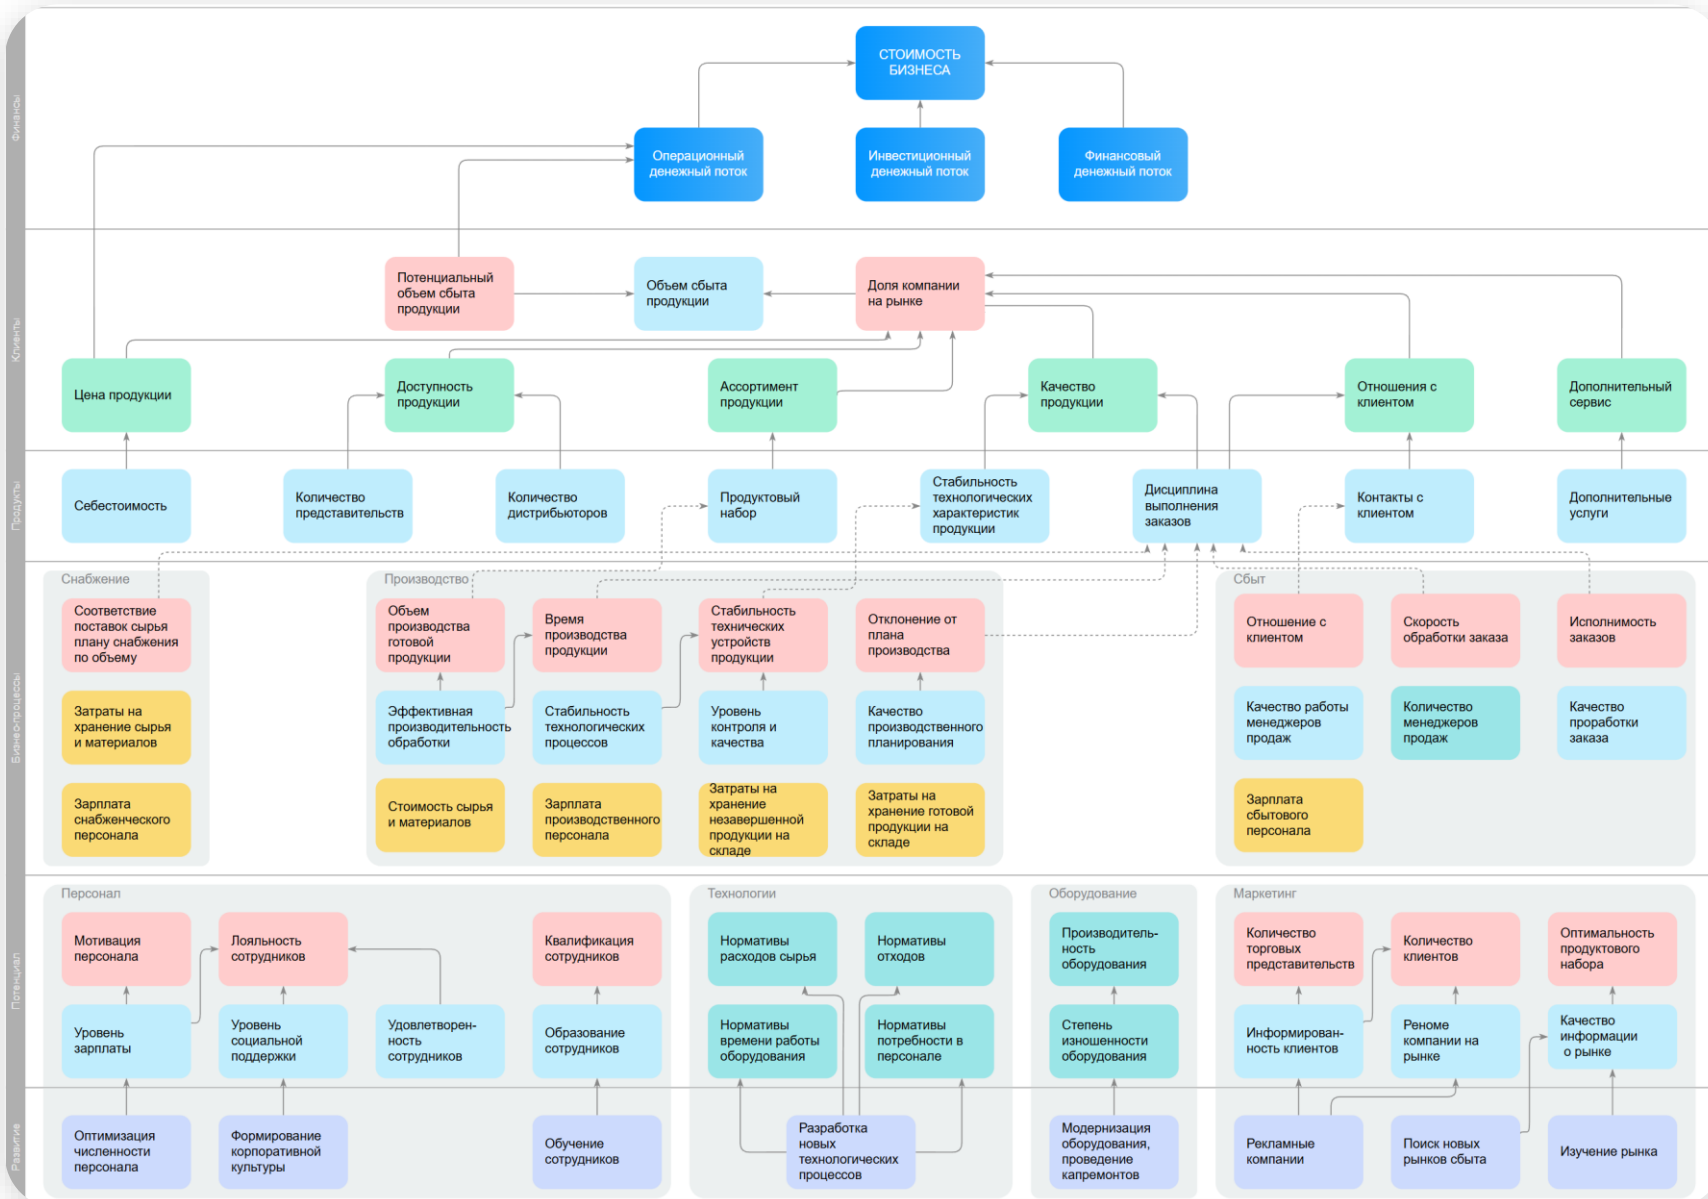 Финансы
СТОИМОСТЬ
БИЗНЕСА
Операционный
денежный поток
Инвестиционный
денежный поток
Финансовый
денежный поток
Клиенты
Потенциальный
объем сбыта
продукции
Объем сбыта
продукции
Доля компании
на рынке
Цена продукции
Доступность
продукции
Ассортимент
продукции
Качество
продукции
Отношения с
клиентом
Дополнительный
сервис
Продукты
Себестоимость
Количество
представительств
Количество
дистрибьюторов
Продуктовый
набор
Стабильность
технологических
характеристик
продукции
Дисциплина
выполнения
заказов
Контакты с
клиентом
Дополнительные
услуги
Бизнес-процессы
Снабжение
Соответствие
поставок сырья
плану снабжения
по объему
Затраты на
хранение сырья
и материалов
Зарплата
снабженческого
персонала
Производство
Объем
производства
готовой
продукции
Время
производства
продукции
Стабильность
технических
устройств
продукции
Отклонение от
плана
производства
Эффективная
производительность
обработки
Стабильность
технологических
процессов
Уровень
контроля и
качества
Качество
производственного
планирования
Стоимость сырья
и материалов
Зарплата
производственного
персонала
Затраты на
хранение
незавершенной
продукции на
складе
Затраты на
хранение готовой
продукции на
складе
Сбыт
Отношение с
клиентом
Скорость
обработки заказа
Исполнимость
заказов
Качество работы
менеджеров
продаж
Количество
менеджеров
продаж
Качество
проработки
заказа
Зарплата
сбытового
персонала
Потенциал
Персонал
Мотивация
персонала
Лояльность
сотрудников
Квалификация
сотрудников
Уровень
зарплаты
Уровень
социальной
поддержки
Удовлетворен-
ность
сотрудников
Образование
сотрудников
Технологии
Нормативы
расходов сырья
Нормативы
отходов
Нормативы
времени работы
оборудования
Нормативы
потребности в
персонале
Оборудование
Производитель-
ность
оборудования
Степень
изношенности
оборудования
Маркетинг
Количество
торговых
представительств
Количество
клиентов
Оптимальность
продуктового
набора
Информирован-
ность клиентов
Реноме
компании на
рынке
Качество
информации
о рынке
Развитие
Оптимизация
численности
персонала
Формирование
корпоративной
культуры
Обучение
сотрудников
Разработка
новых
технологических
процессов
Модернизация
оборудования,
проведение
капремонтов
Рекламные
компании
Поиск новых
рынков сбыта
Изучение рынка